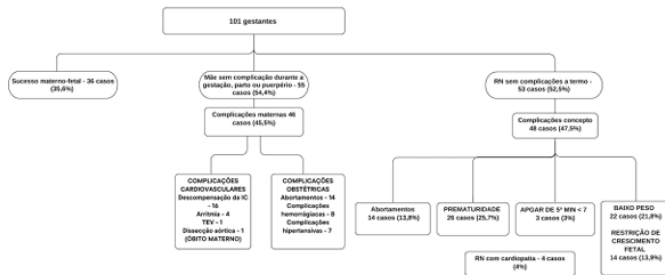 101 gestantes
Sucesso materno-fetal - 36 casos
(35,6%)
Mãe sem complicação durante a
gestação, parto ou puerpério - 55
casos
(54,4%)
RN sem complicações a termo -
53 casos (52,5%)
Complicações maternas 46
casos (45,5%)
Complicações concepto
48 casos (47,5%)
COMPLICAÇÕES
CARDIOVASCULARES
Descompensação da IC
- 16
Arritmia - 4
TEV - 1
Dissecção aórtica - 1
(ÓBITO MATERNO)
COMPLICAÇÕES
OBSTÉTRICAS
Abortamentos - 14
Complicações
hemorrágiacas - 8
Complicações
hipertensivas - 7
Abortamentos
14 casos (13,8%)
PREMATURIDADE
26 casos (25,7%)
APGAR DE 5º MIN < 7
3 casos (3%)
BAIXO PESO
22 casos (21,8%)
RESTRIÇÃO DE
CRESCIMENTO
FETAL
14 casos (13,9%)
RN com cardiopatia - 4 casos
(4%)